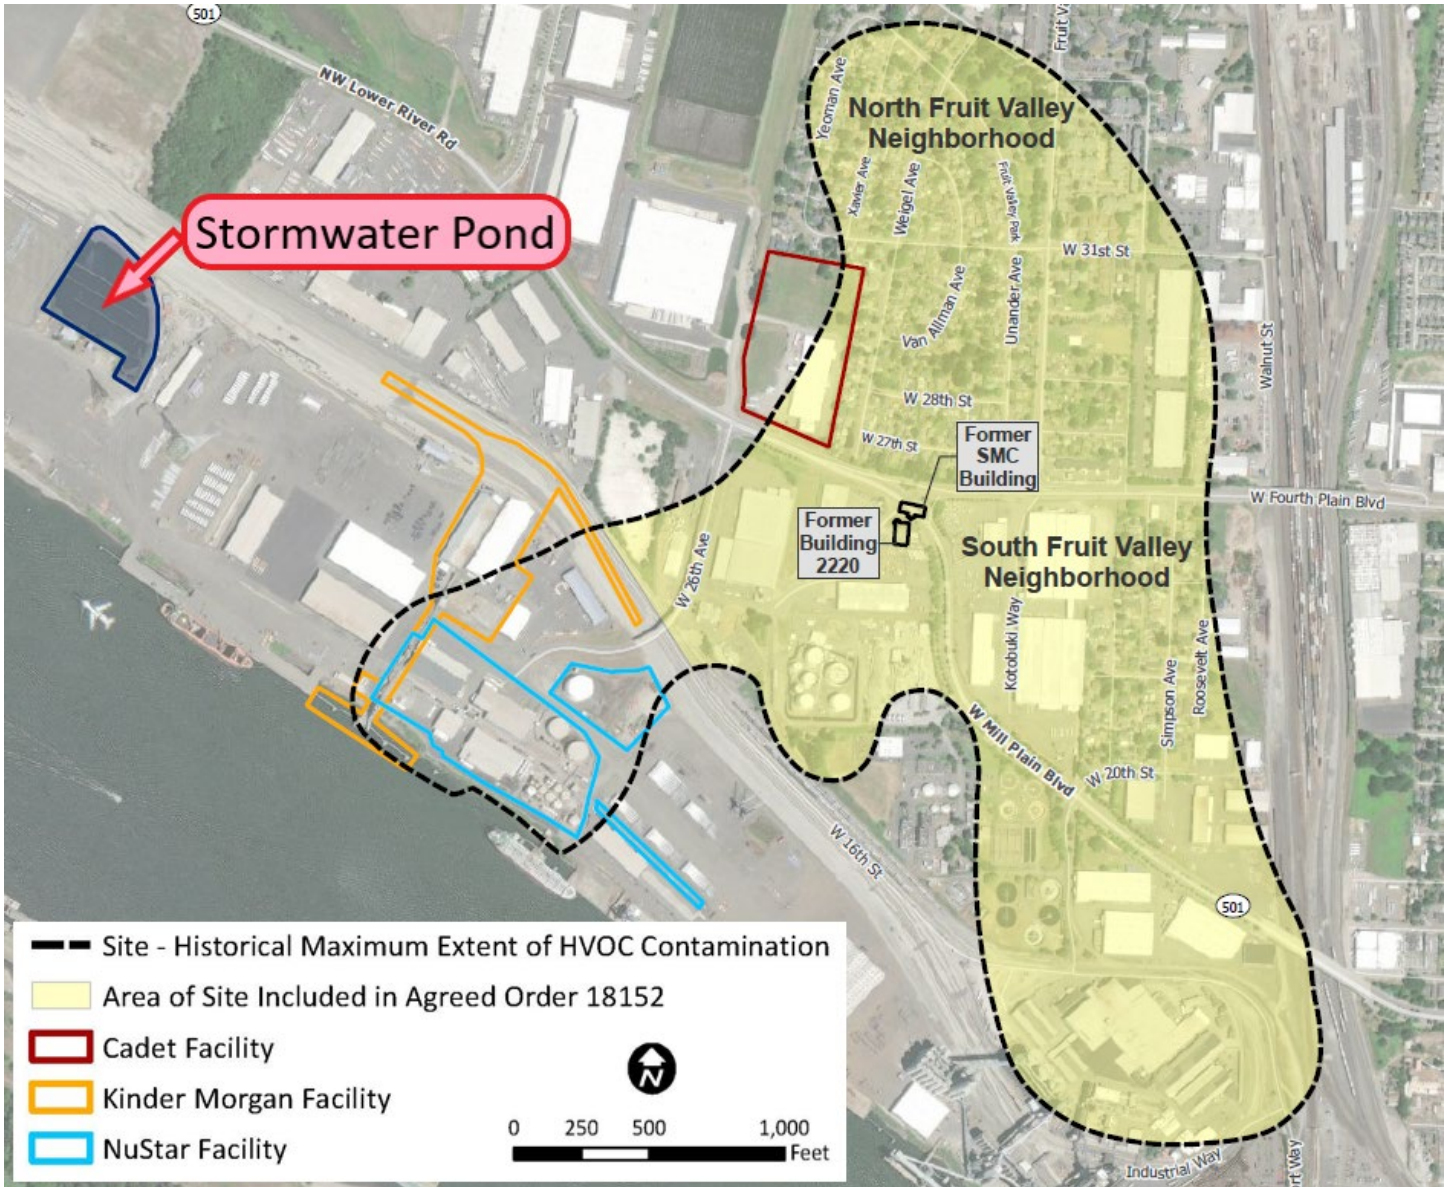 501
NW Lower River Rd
Stormwater Pond
Yeoman Ave
Fruit V
North Fruit Valley
Neighborhood
Xavier Ave
Weigel Ave
Fruit Valley Park
W 31st St
Van Allman Ave
Unander Ave
Walnut St
W 28th St
W 27th St
Former
SMC
Building
W Fourth Plain Blvd
Former
Building
2220
South Fruit Valley
Neighborhood
W 26th Ave
Kotobuki Way
Simpson Ave
Roosevelt Ave
W Mill Plain Blvd
W 20th St
W 16th St
501
Industrial Way
rt Way
Site - Historical Maximum Extent of HVOC Contamination
Area of Site Included in Agreed Order 18152
Cadet Facility
Kinder Morgan Facility
NuStar Facility
N
0 250 500 1,000
Feet